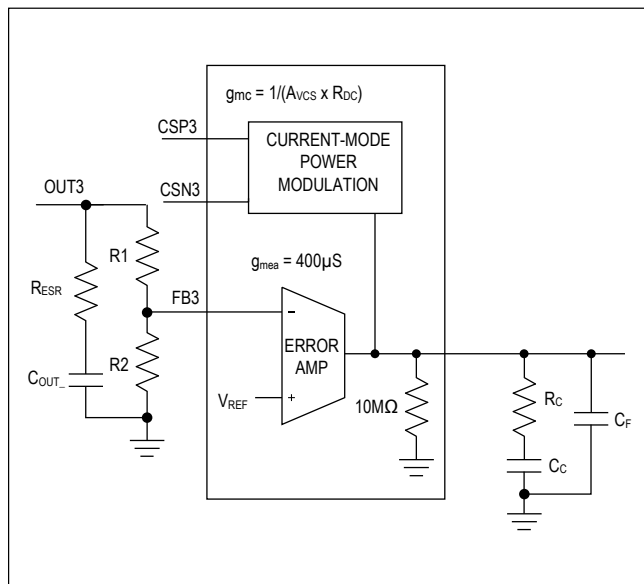 gmc = 1/(AVCS x RDC)
CSP3
CURRENT-MODE
POWER
MODULATION
CSN3
OUT3
R1
RESR
gmea = 400µS
FB3
-
ERROR
AMP
R2
COUT_
VREF
+
10MΩ
RC
CF
CC